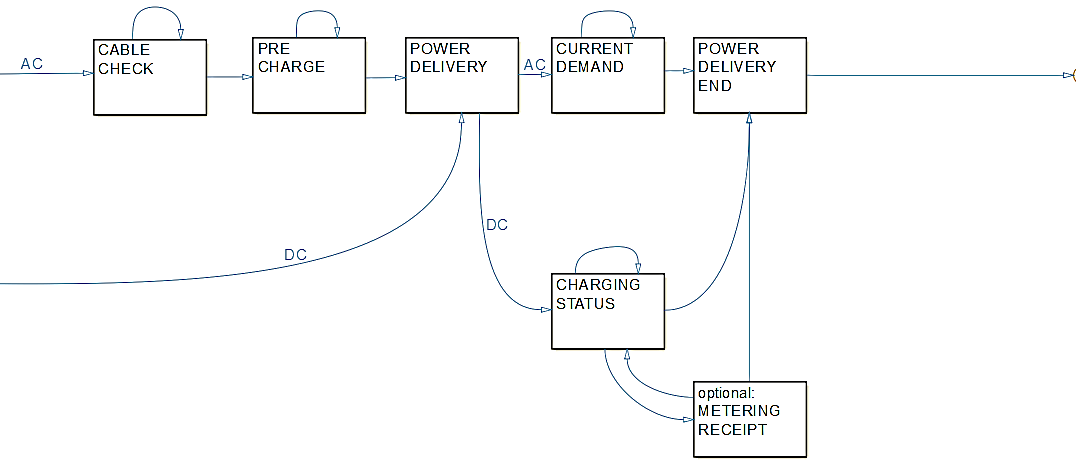 AC
CABLE
CHECK
PRE
CHARGE
POWER
DELIVERY
AC
CURRENT
DEMAND
POWER
DELIVERY
END
DC
DC
CHARGING
STATUS
optional:
METERING
RECEIPT